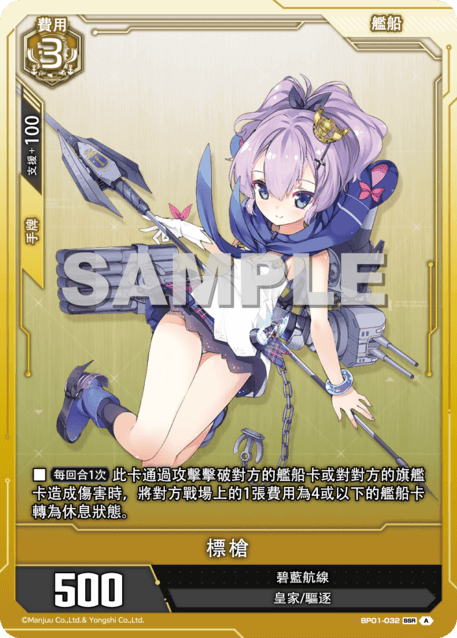 費用
3
艦船
支援+100
手牌
SAMPLE
■ 每回合1次 此卡通過攻擊擊破對方的艦船卡或對對方的旗艦
卡造成傷害時，將對方戰場上的1張費用為4或以下的艦船卡
轉為休息狀態。
標槍
500
碧藍航線
皇家/驅逐
©Manjuu Co.,Ltd.& Yongshi Co.,Ltd.
BP01-032 SSR A